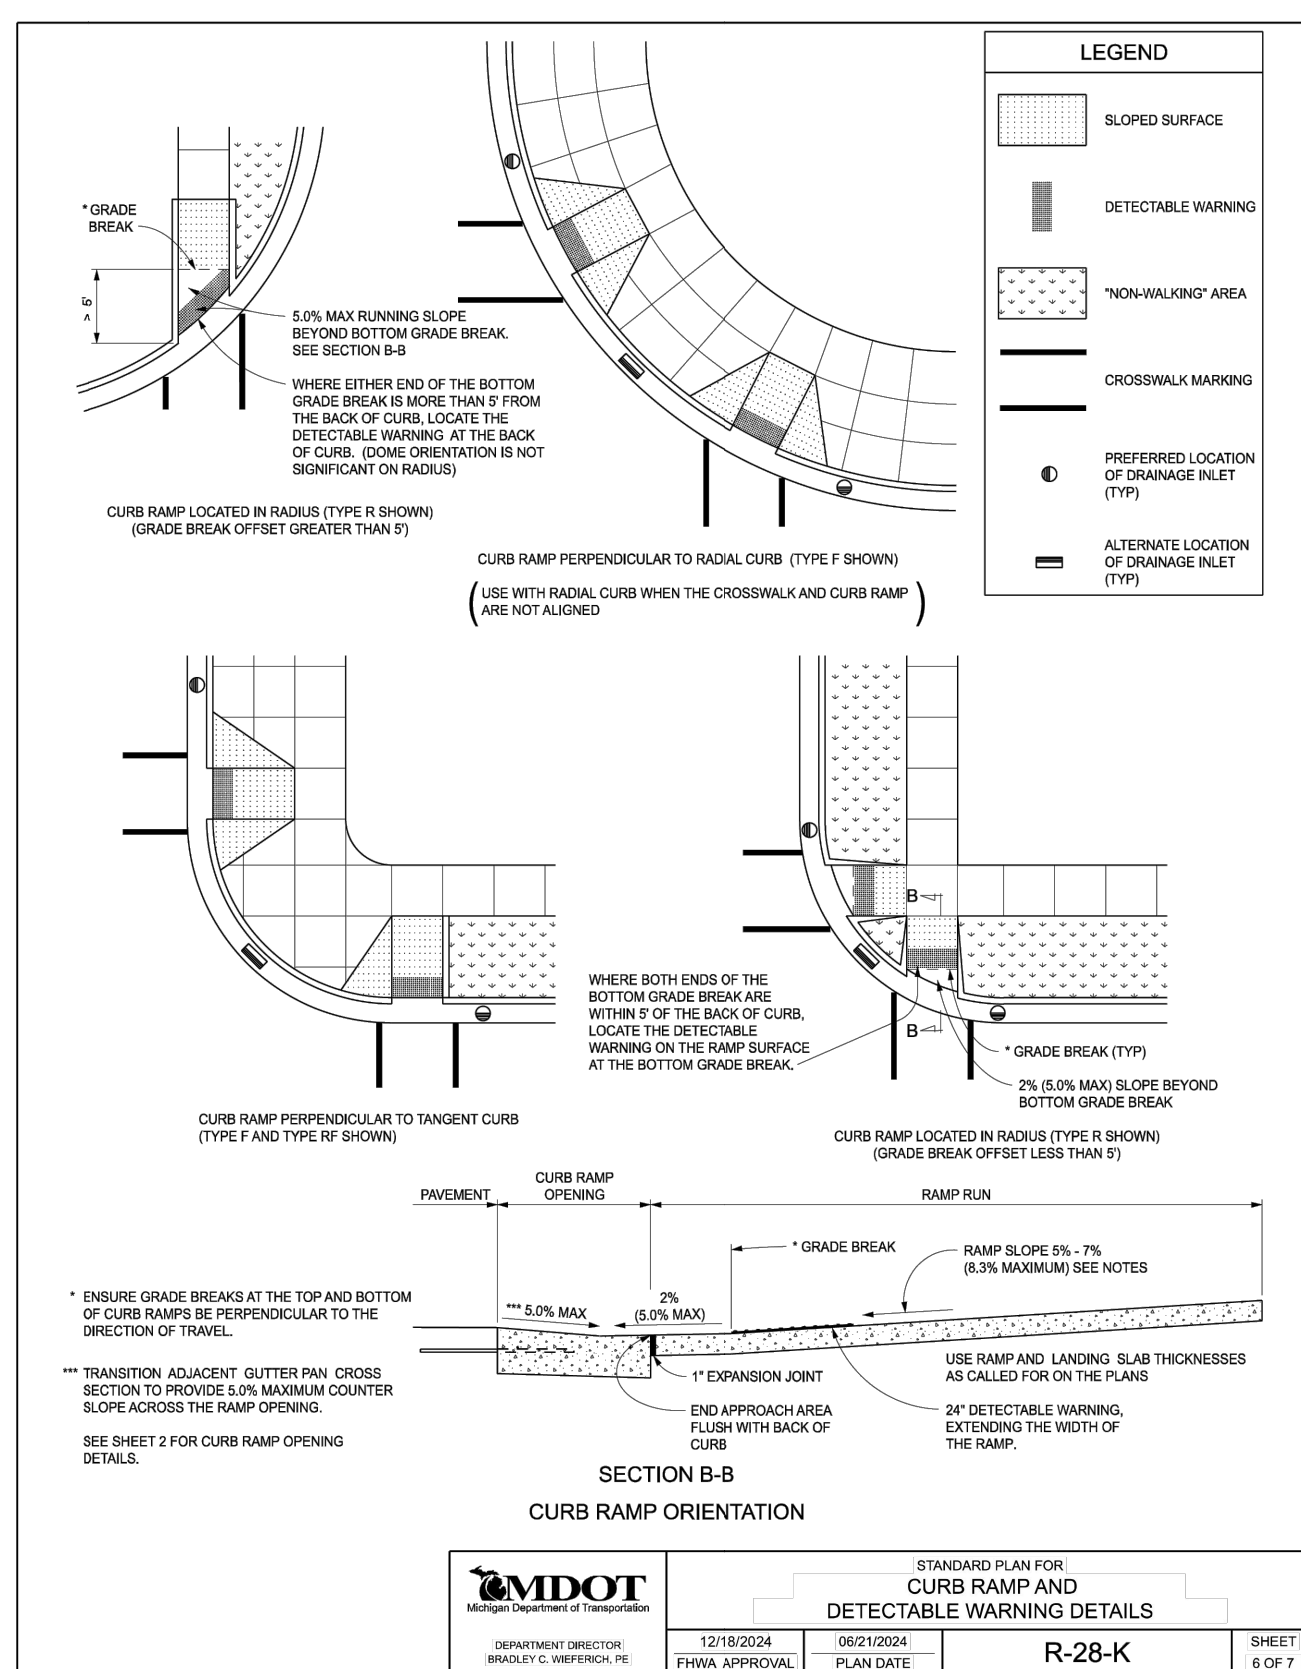 LEGEND
SLOPED SURFACE
DETECTABLE WARNING
"NON-WALKING" AREA
CROSSWALK MARKING
PREFERRED LOCATION
OF DRAINAGE INLET
(TYP)
ALTERNATE LOCATION
OF DRAINAGE INLET
(TYP)
* GRADE
BREAK
> 5'
5.0% MAX RUNNING SLOPE
BEYOND BOTTOM GRADE BREAK.
SEE SECTION B-B
WHERE EITHER END OF THE BOTTOM
GRADE BREAK IS MORE THAN 5' FROM
THE BACK OF CURB, LOCATE THE
DETECTABLE WARNING AT THE BACK
OF CURB. (DOME ORIENTATION IS NOT
SIGNIFICANT ON RADIUS)
CURB RAMP LOCATED IN RADIUS (TYPE R SHOWN)
(GRADE BREAK OFFSET GREATER THAN 5')
CURB RAMP PERPENDICULAR TO RADIAL CURB (TYPE F SHOWN)
(USE WITH RADIAL CURB WHEN THE CROSSWALK AND CURB RAMP
ARE NOT ALIGNED)
CURB RAMP PERPENDICULAR TO TANGENT CURB
(TYPE F AND TYPE RF SHOWN)
WHERE BOTH ENDS OF THE
BOTTOM GRADE BREAK ARE
WITHIN 5' OF THE BACK OF CURB,
LOCATE THE DETECTABLE
WARNING ON THE RAMP SURFACE
AT THE BOTTOM GRADE BREAK.
B
B
* GRADE BREAK (TYP)
2% (5.0% MAX) SLOPE BEYOND
BOTTOM GRADE BREAK
CURB RAMP LOCATED IN RADIUS (TYPE R SHOWN)
(GRADE BREAK OFFSET LESS THAN 5')
PAVEMENT
CURB RAMP
OPENING
RAMP RUN
* GRADE BREAK
RAMP SLOPE 5% - 7%
(8.3% MAXIMUM) SEE NOTES
*** 5.0% MAX
2%
(5.0% MAX)
* ENSURE GRADE BREAKS AT THE TOP AND BOTTOM
OF CURB RAMPS BE PERPENDICULAR TO THE
DIRECTION OF TRAVEL.
*** TRANSITION ADJACENT GUTTER PAN CROSS
SECTION TO PROVIDE 5.0% MAXIMUM COUNTER
SLOPE ACROSS THE RAMP OPENING.
SEE SHEET 2 FOR CURB RAMP OPENING
DETAILS.
1" EXPANSION JOINT
END APPROACH AREA
FLUSH WITH BACK OF
CURB
USE RAMP AND LANDING SLAB THICKNESSES
AS CALLED FOR ON THE PLANS
24" DETECTABLE WARNING,
EXTENDING THE WIDTH OF
THE RAMP.
SECTION B-B
CURB RAMP ORIENTATION
MDOT
Michigan Department of Transportation
DEPARTMENT DIRECTOR
BRADLEY C. WIEFERICH, PE
STANDARD PLAN FOR
CURB RAMP AND
DETECTABLE WARNING DETAILS
12/18/2024
FHWA APPROVAL
06/21/2024
PLAN DATE
R-28-K
SHEET
6 OF 7